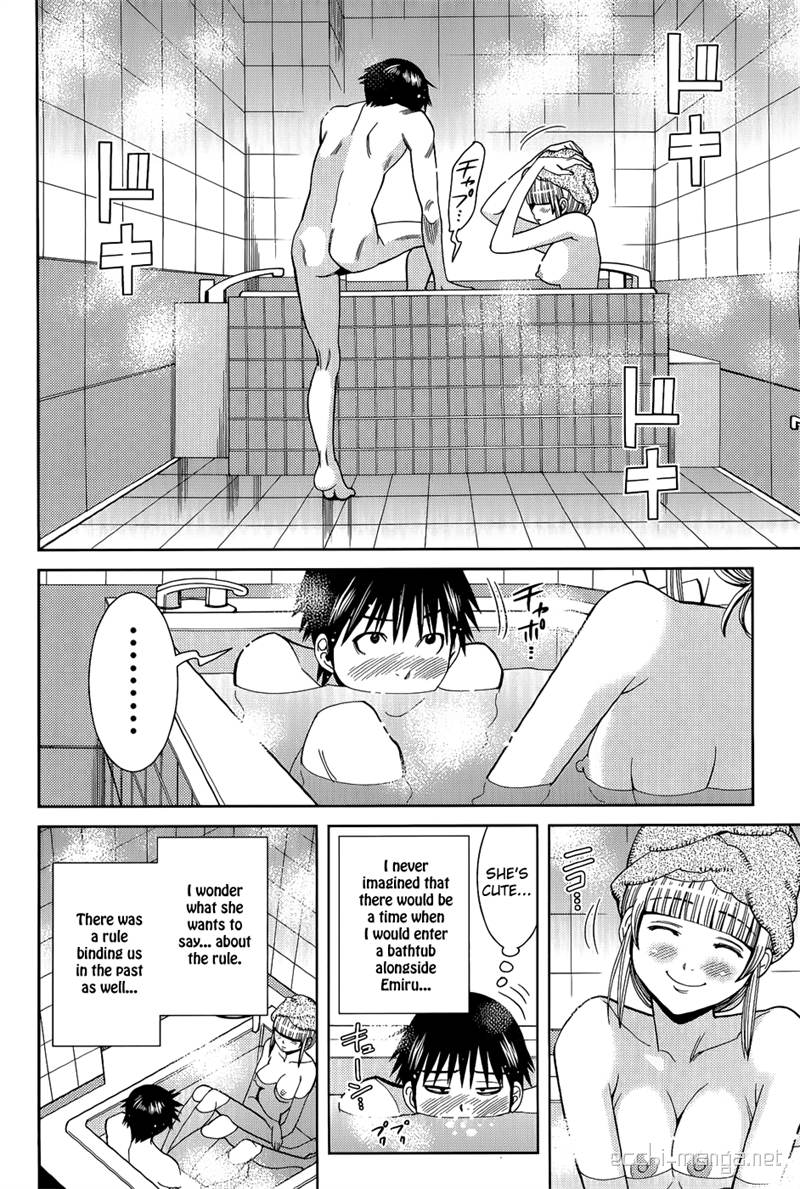 ドキ
チャプ…
ドキ
ドキ
チャポ…
………
ニコ…
SHE'S
CUTE...
I never
imagined that
there would be
a time when
I would enter
a bathtub
alongside
Emiru...
キューン…
プクプク
I wonder
what she
wants to
say... about
the rule.
There was
a rule
binding us
in the past
as well...
ecchi-manga.net